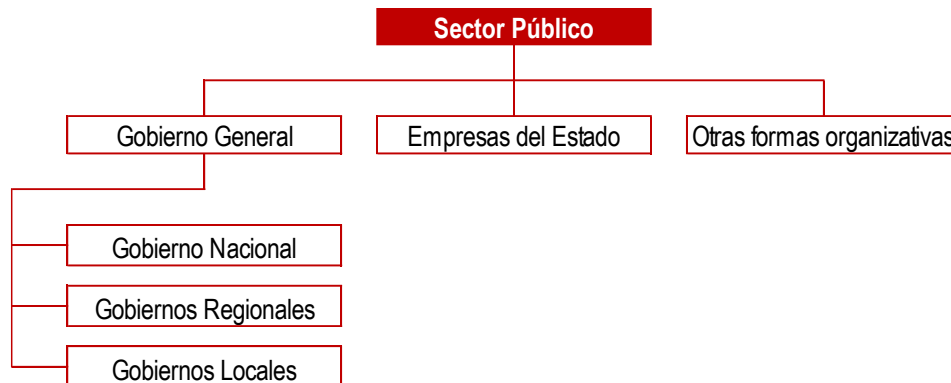 Sector Público
Gobierno General
Empresas del Estado
Otras formas organizativas
Gobierno Nacional
Gobiernos Regionales
Gobiernos Locales